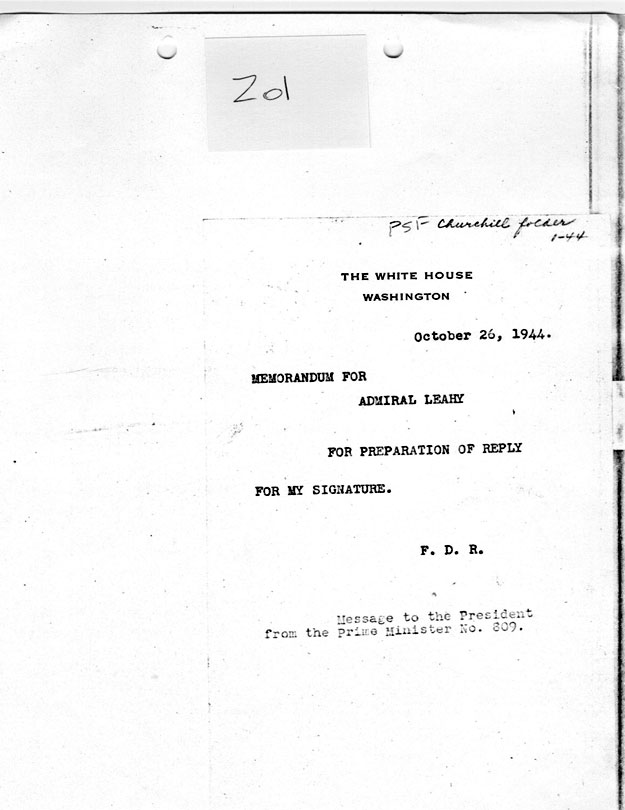 Zol
PSF Churchill folder
1-44
THE WHITE HOUSE
WASHINGTON
October 26, 1944.
MEMORANDUM FOR
ADMIRAL LEAHY
FOR PREPARATION OF REPLY
FOR MY SIGNATURE.
F. D. R.
Message to the President
from the Prime Minister No. 809.